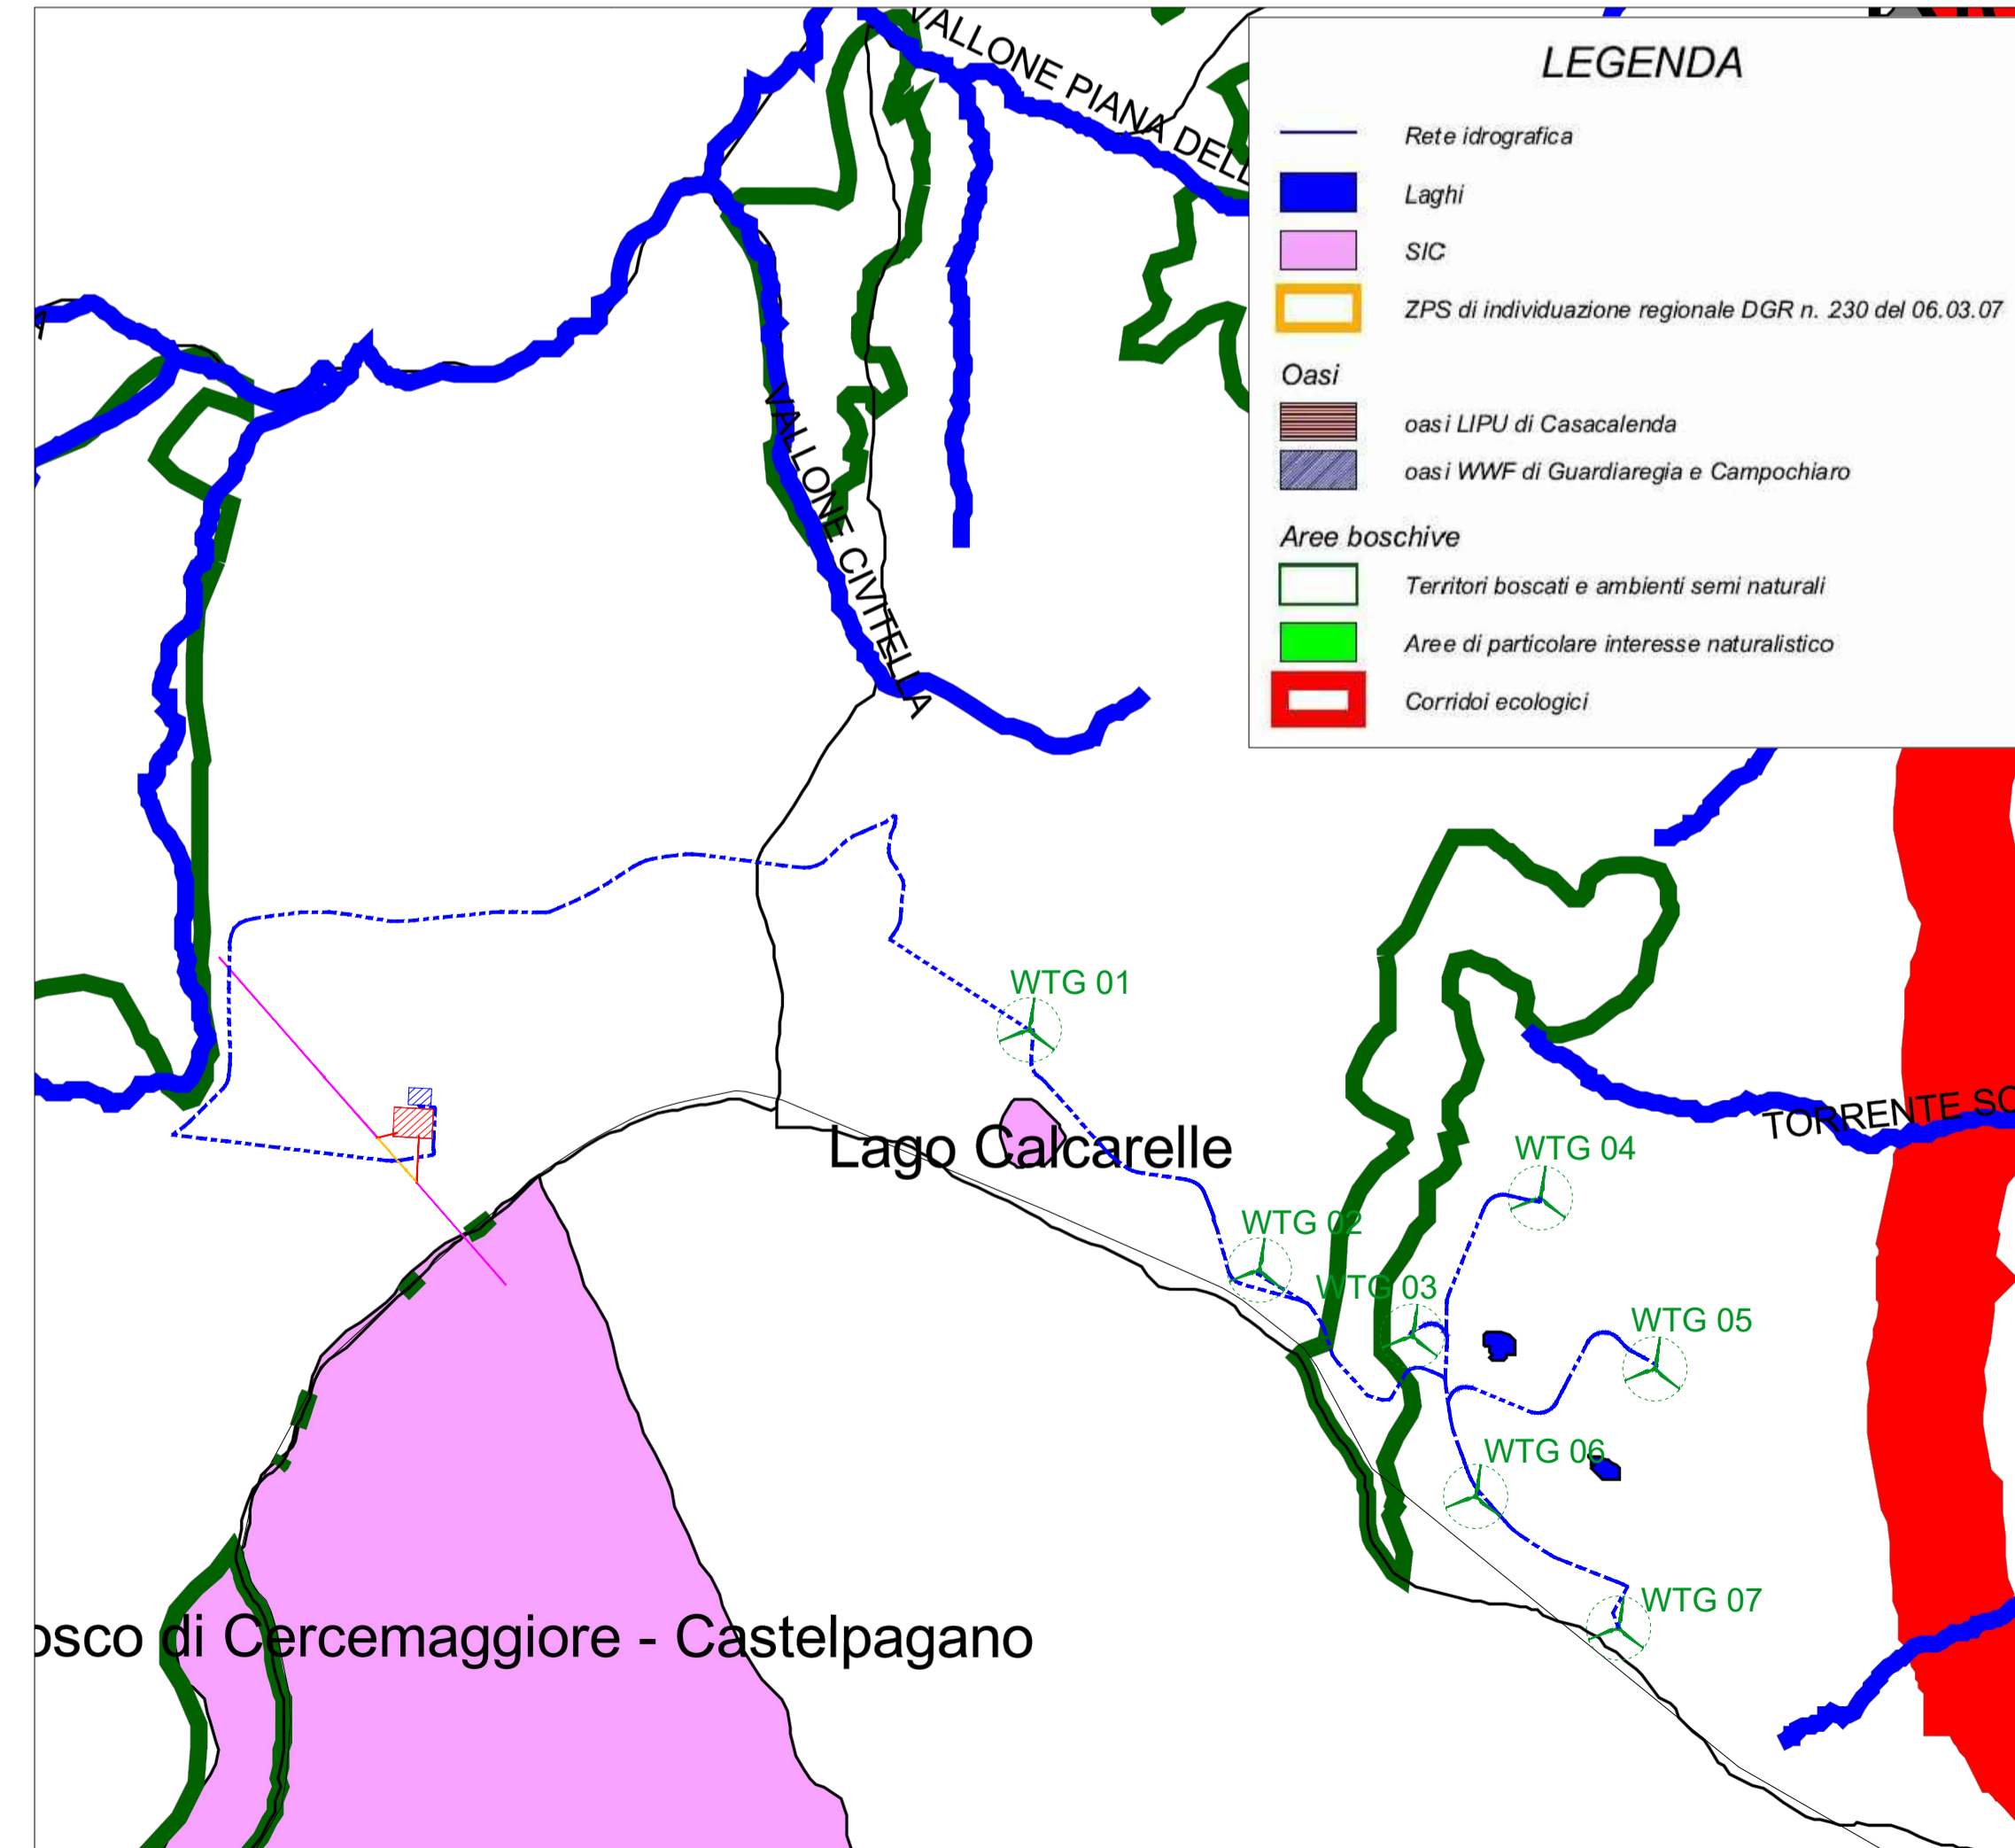 VALLONE PIANA DELL
LEGENDA
Rete idrografica
Laghi
SIC
ZPS di individuazione regionale DGR n. 230 del 06.03.07
Oasi
oasi LIPU di Casacalenda
oasi WWF di Guardiaregia e Campochiaro
Aree boschive
Territori boscati e ambienti semi naturali
Aree di particolare interesse naturalistico
Corridoi ecologici
A
VALLONE CIVITELLA
WTG 01
TORRENTE SC
Lago Calcarelle
WTG 04
WTG 02
WTG 03
WTG 05
WTG 06
WTG 07
osco di Cercemaggiore - Castelpagano